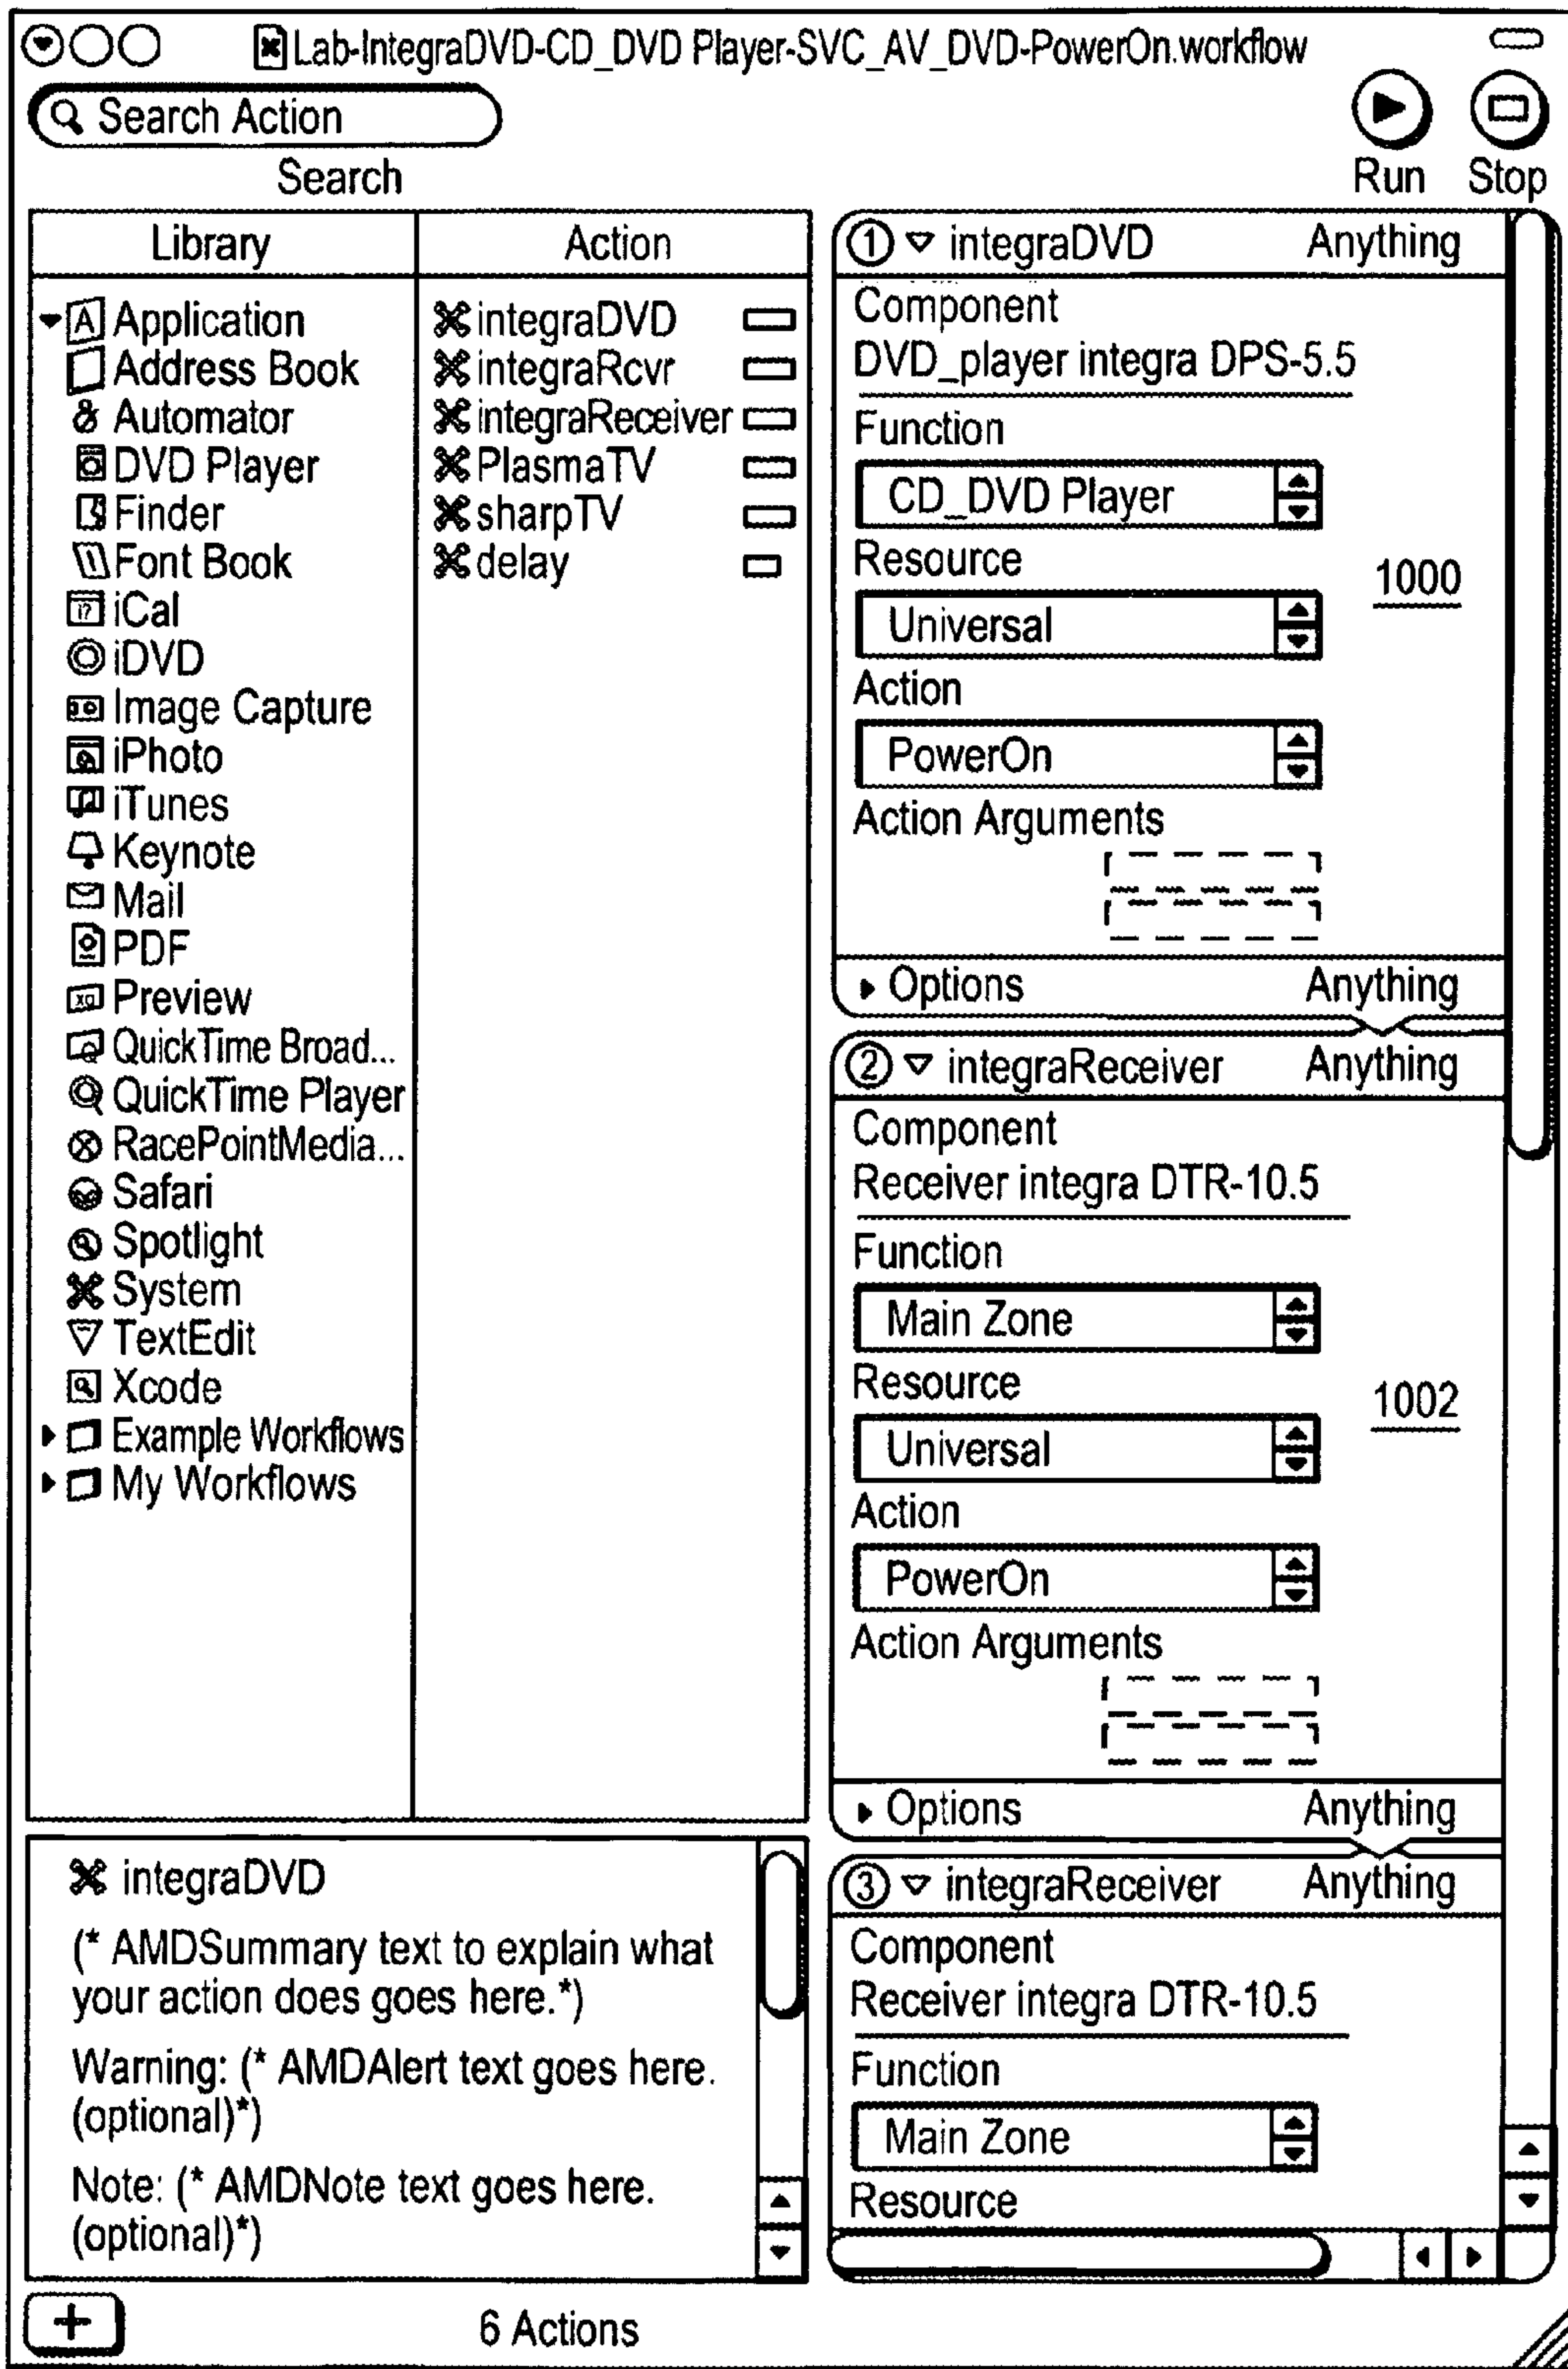 Lab-IntegraDVD-CD_DVD Player-SVC_AV_DVD-PowerOn.workflow
Search Action
Search
Run
Stop
Library
Action
Application
Address Book
Automator
DVD Player
Finder
Font Book
iCal
iDVD
Image Capture
iPhoto
iTunes
Keynote
Mail
PDF
Preview
QuickTime Broad...
QuickTime Player
RacePointMedia...
Safari
Spotlight
System
TextEdit
Xcode
Example Workflows
My Workflows
integraDVD
integraRcvr
integraReceiver
PlasmaTV
sharpTV
delay
integraDVD
(* AMDSummary text to explain what
your action does goes here.*)
Warning: (* AMDAlert text goes here.
(optional)*)
Note: (* AMDNote text goes here.
(optional)*)
6 Actions
1 integraDVD Anything
Component
DVD_player integra DPS-5.5
Function
CD_DVD Player
Resource
1000
Universal
Action
PowerOn
Action Arguments
Options Anything
2 integraReceiver Anything
Component
Receiver integra DTR-10.5
Function
Main Zone
Resource
1002
Universal
Action
PowerOn
Action Arguments
Options Anything
3 integraReceiver Anything
Component
Receiver integra DTR-10.5
Function
Main Zone
Resource